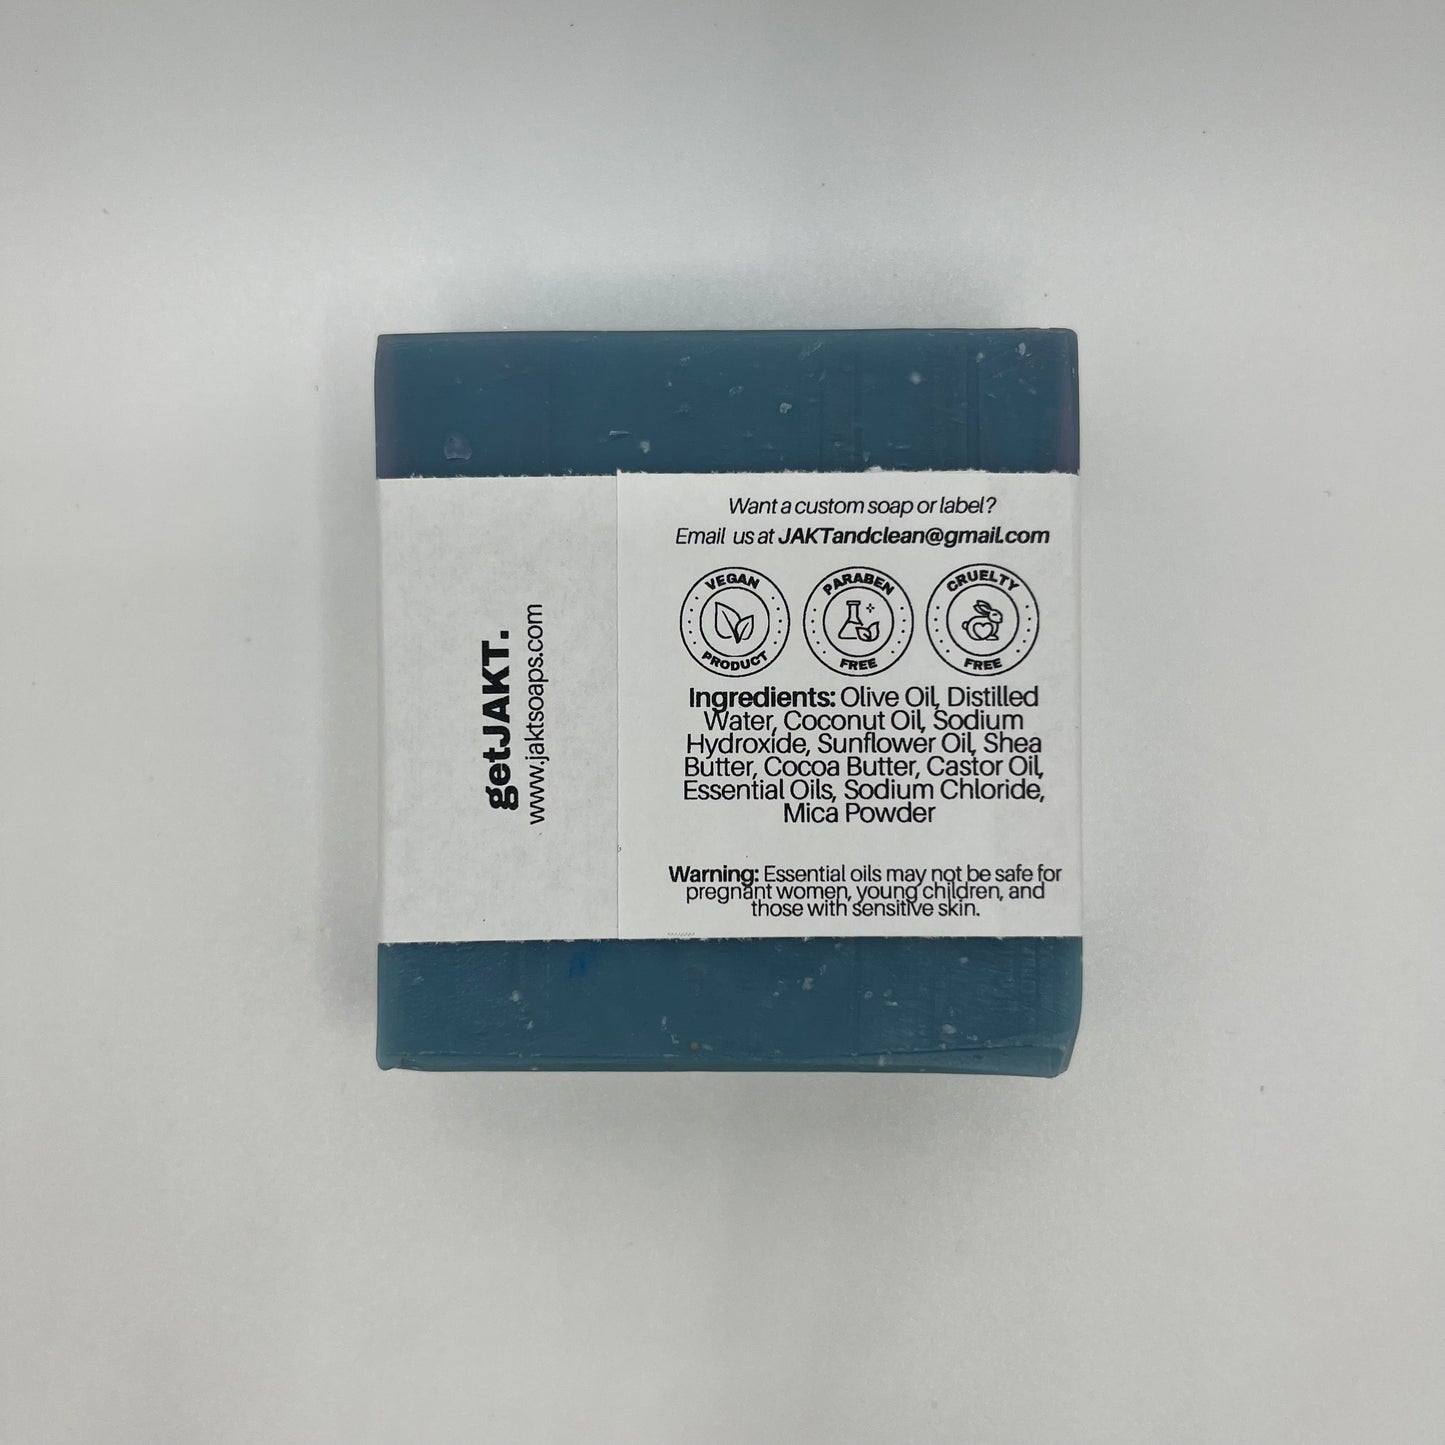 getJAKT.
www.jaktsoaps.com
Want a custom soap or label?
Email us at JAKTandclean@gmail.com
VEGAN
PRODUCT
PARABEN
FREE
CRUELTY
FREE
Ingredients: Olive Oil, Distilled
Water, Coconut Oil, Sodium
Hydroxide, Sunflower Oil, Shea
Butter, Cocoa Butter, Castor Oil,
Essential Oils, Sodium Chloride,
Mica Powder
Warning: Essential oils may not be safe for
pregnant women, young children, and
those with sensitive skin.